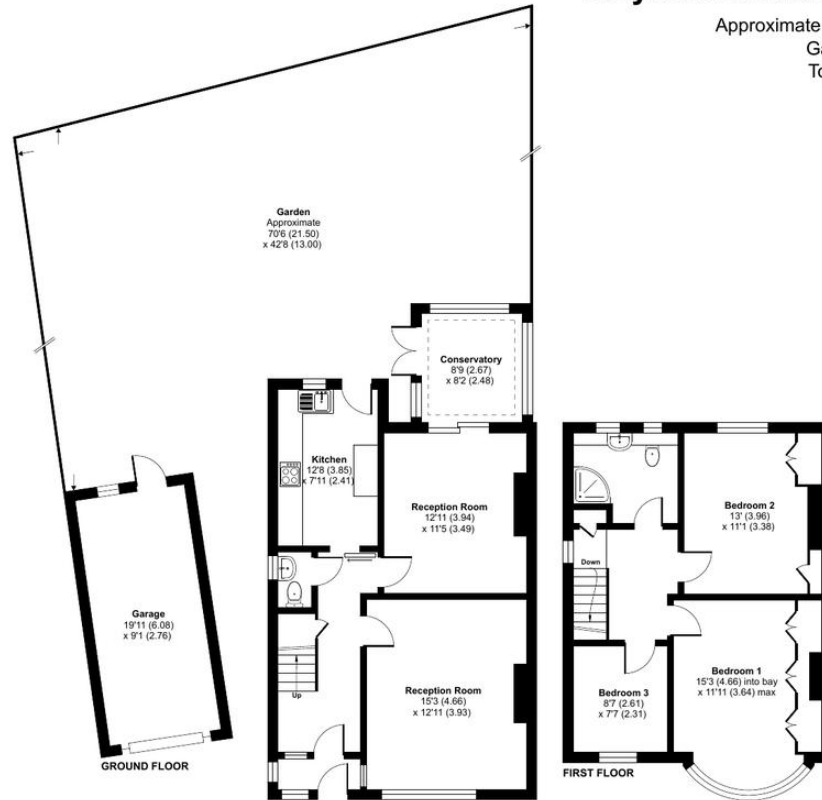 Approximate
Garden
Approximate
70'6 (21.50)
x 42'8 (13.00)
Conservatory
8'9 (2.67)
x 8'2 (2.48)
Kitchen
12'8 (3.85)
x 7'11 (2.41)
Reception Room
12'11 (3.94)
x 11'5 (3.49)
Garage
19'11 (6.08)
x 9'1 (2.76)
Up
Reception Room
15'3 (4.66)
x 12'11 (3.93)
GROUND FLOOR
Bedroom 2
13' (3.96)
x 11'1 (3.38)
Down
Bedroom 1
15'3 (4.66) into bay
x 11'11 (3.64) max
Bedroom 3
8'7 (2.61)
x 7'7 (2.31)
FIRST FLOOR